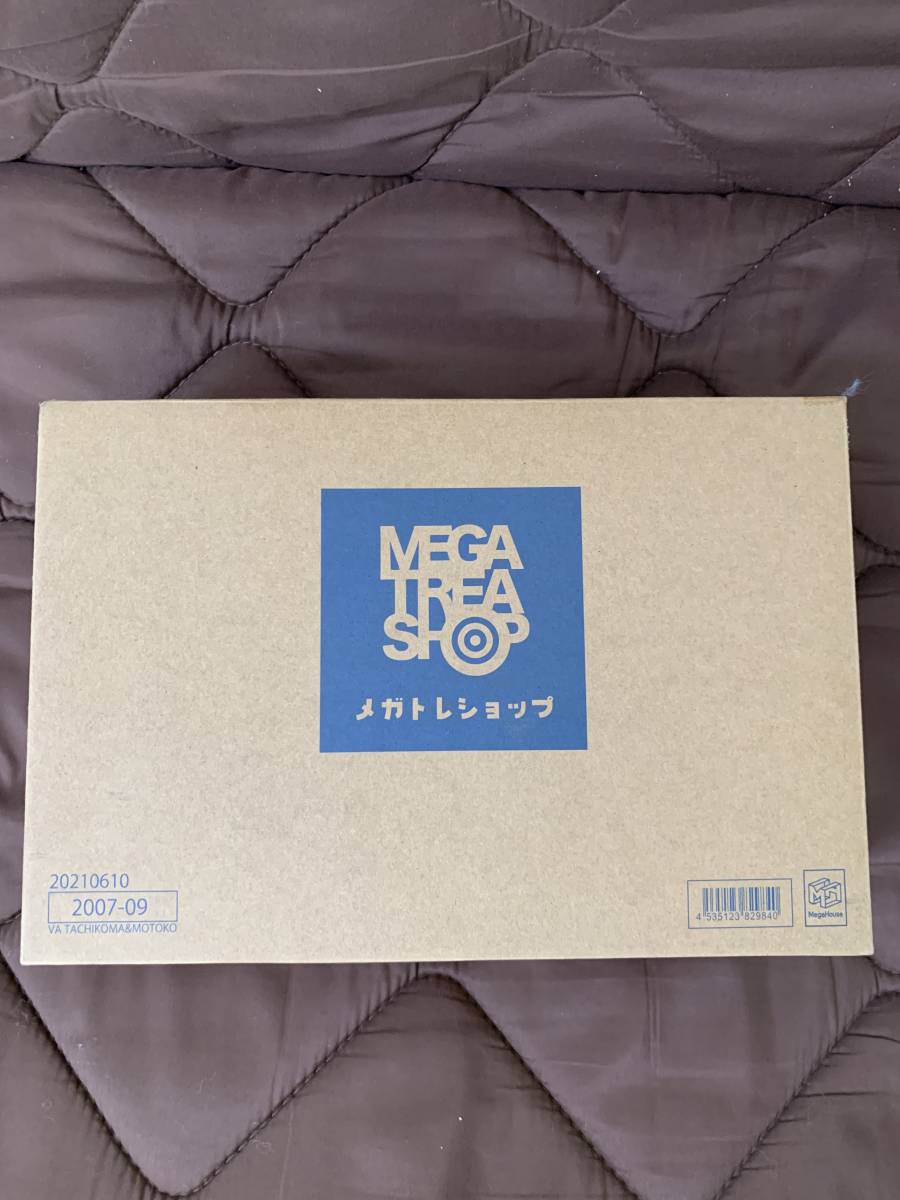 MEGA
TREA
SHOP
メガトレショップ
20210610
2007-09
VA TACHIKOMA&MOTOKO
4 535123 829840
MegaHouse